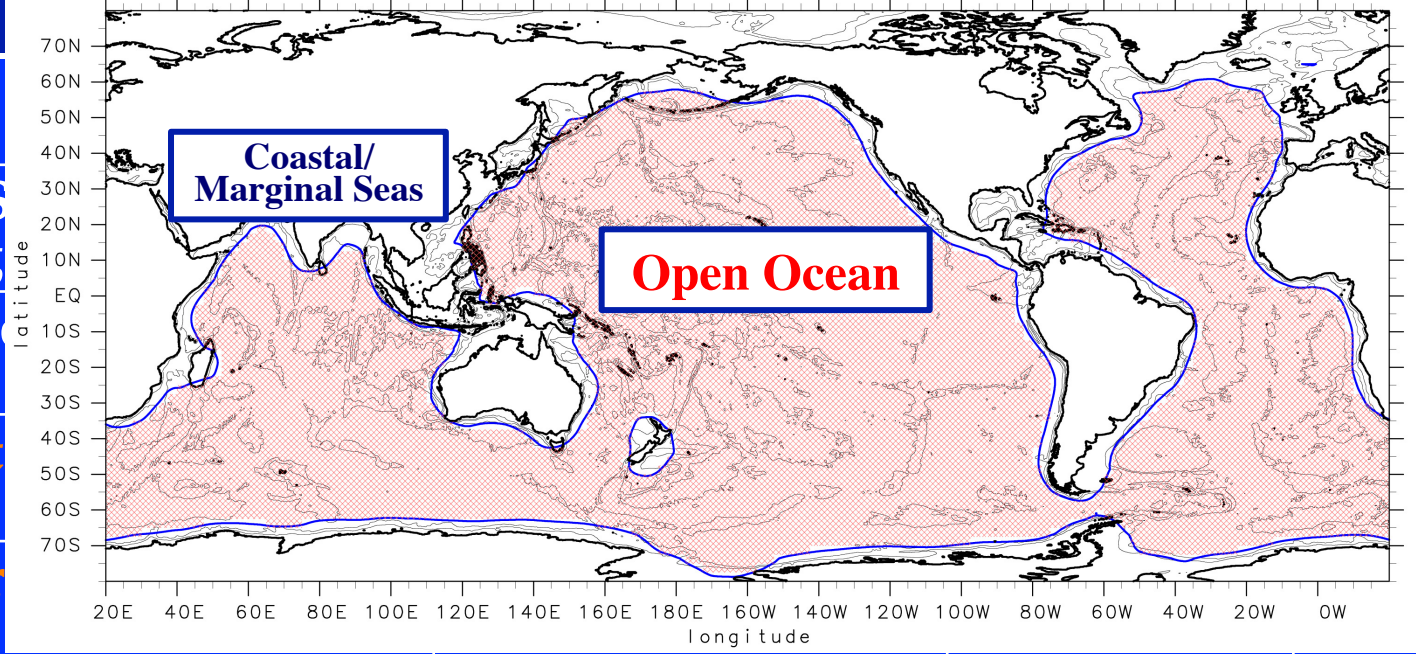 70N
60N
50N
40N
30N
20N
10N
EQ
10S
20S
30S
40S
50S
60S
70S
latitude
Coastal/
Marginal Seas
Open Ocean
20E 40E 60E 80E 100E 120E 140E 160E 180E 160W 140W 120W 100W 80W 60W 40W 20W 0W
longitude